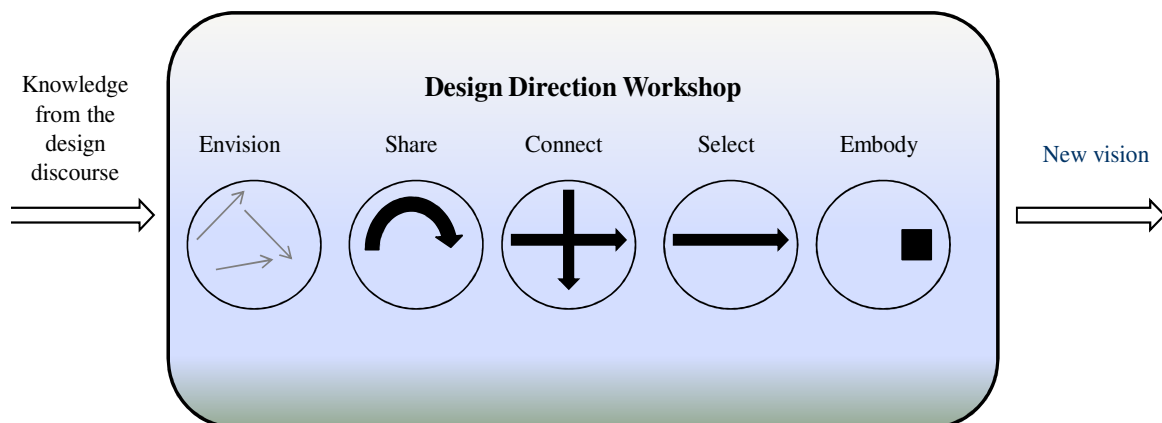 Knowledge
from the
design
discourse
Design Direction Workshop
Envision Share Connect Select Embody
New vision